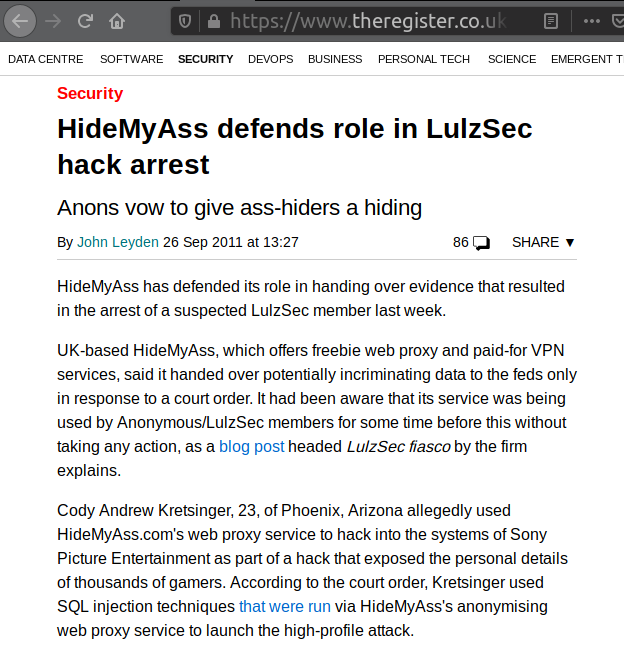 https://www.theregister.co.uk
DATA CENTRE SOFTWARE SECURITY DEVOPS BUSINESS PERSONAL TECH SCIENCE EMERGENT T
Security
HideMyAss defends role in LulzSec
hack arrest
Anons vow to give ass-hiders a hiding
By John Leyden 26 Sep 2011 at 13:27 86 SHARE ▼
HideMyAss has defended its role in handing over evidence that resulted
in the arrest of a suspected LulzSec member last week.
UK-based HideMyAss, which offers freebie web proxy and paid-for VPN
services, said it handed over potentially incriminating data to the feds only
in response to a court order. It had been aware that its service was being
used by Anonymous/LulzSec members for some time before this without
taking any action, as a blog post headed LulzSec fiasco by the firm
explains.
Cody Andrew Kretsinger, 23, of Phoenix, Arizona allegedly used
HideMyAss.com's web proxy service to hack into the systems of Sony
Picture Entertainment as part of a hack that exposed the personal details
of thousands of gamers. According to the court order, Kretsinger used
SQL injection techniques that were run via HideMyAss's anonymising
web proxy service to launch the high-profile attack.